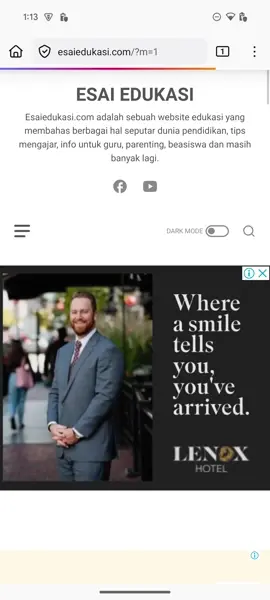 1:13
esaiedukasi.com/?m=1
1
ESAI EDUKASI
Esaiedukasi.com adalah sebuah website edukasi yang
membahas berbagai hal seputar dunia pendidikan, tips
mengajar, info untuk guru, parenting, beasiswa dan masih
banyak lagi.
DARK MODE
Where
a smile
tells
you,
you've
arrived.
LENOX
HOTEL